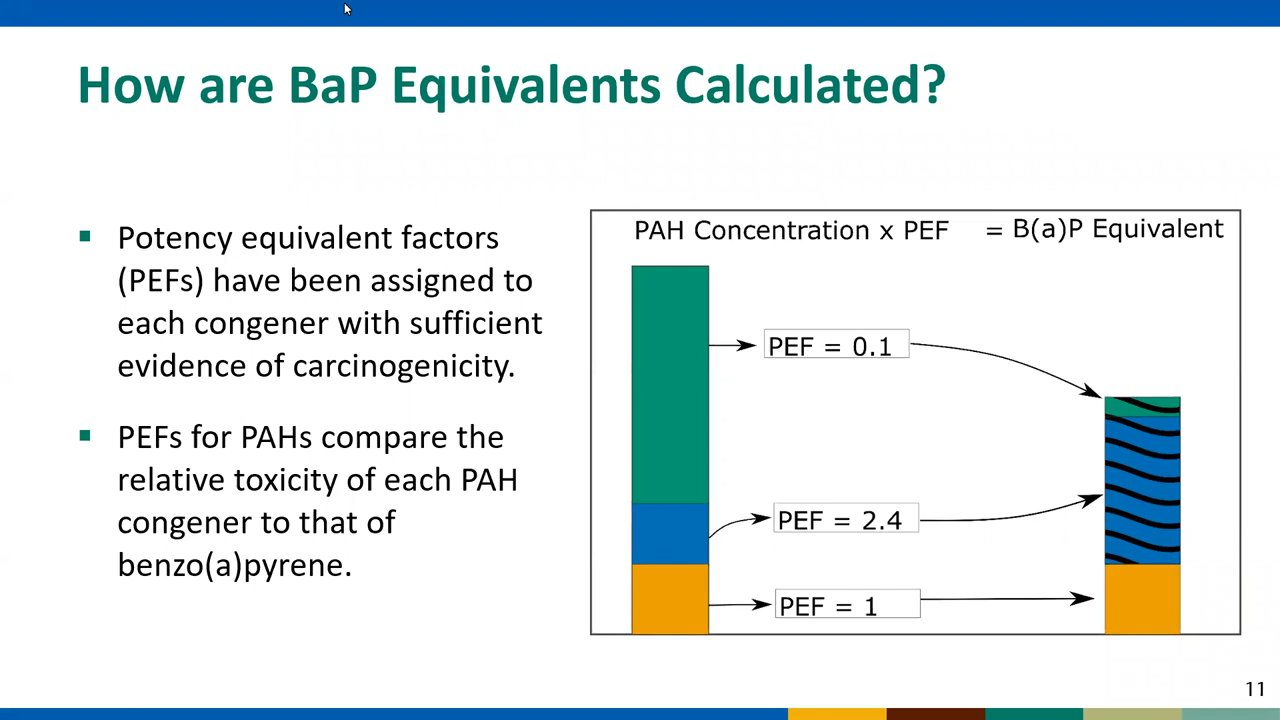 How are BaP Equivalents Calculated?
Potency equivalent factors
(PEFs) have been assigned to
each congener with sufficient
evidence of carcinogenicity.
PEFs for PAHs compare the
relative toxicity of each PAH
congener to that of
benzo(a)pyrene.
PAH Concentration x PEF = B(a)P Equivalent
PEF = 0.1
PEF = 2.4
PEF = 1
11